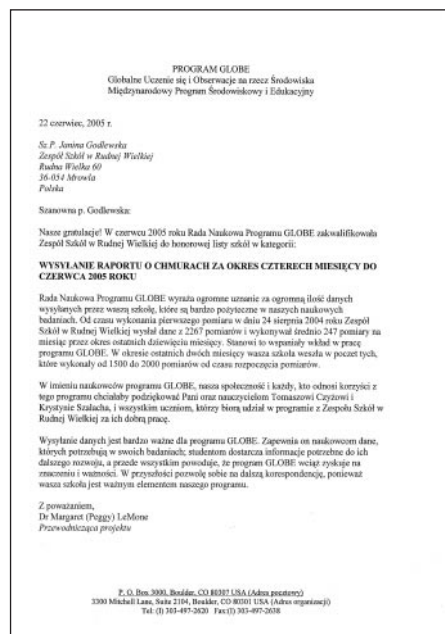 PROGRAM GLOBE
Globalne Uczenie się i Obserwacje na rzecz Środowiska
Międzynarodowy Program Środowiskowy i Edukacyjny
22 czerwiec, 2005 r.
Sz.P. Janina Godlewska
Zespół Szkół w Rudnej Wielkiej
Rudna Wielka 60
36-054 Mrowla
Polska
Szanowna p. Godlewska:
Nasze gratulacje! W czerwcu 2005 roku Rada Naukowa Programu GLOBE zakwalifikowała
Zespół Szkół w Rudnej Wielkiej do honorowej listy szkół w kategorii:
WYSYŁANIE RAPORTU O CHMURACH ZA OKRES CZTERECH MIESIĘCY DO
CZERWCA 2005 ROKU
Rada Naukowa Programu GLOBE wyraża ogromne uznanie za ogromną ilość danych
wysyłanych przez waszą szkołę, które są bardzo pożyteczne w naszych naukowych
badaniach. Od czasu wykonania pierwszego pomiaru w dniu 24 sierpnia 2004 roku Zespół
Szkół w Rudnej Wielkiej wysłał dane z 2267 pomiarów i wykonywał średnio 247 pomiary na
miesiąc przez okres ostatnich dziewięciu miesięcy. Stanowi to wspaniały wkład w pracę
programu GLOBE. W okresie ostatnich dwóch miesięcy wasza szkoła weszła w poczet tych,
które wykonały od 1500 do 2000 pomiarów od czasu rozpoczęcia pomiarów.
W imieniu naukowców programu GLOBE, nasza społeczność i każdy, kto odnosi korzyści z
tego programu chciałaby podziękować Pani oraz nauczycielom Tomaszowi Czyżowi i
Krystynie Szałacha, i wszystkim uczniom, którzy biorą udział w programie z Zespołu Szkół w
Rudnej Wielkiej za ich dobrą pracę.
Wysyłanie danych jest bardzo ważne dla programu GLOBE. Zapewnia on naukowcom dane,
których potrzebują w swoich badaniach; studentom dostarcza informacje potrzebne do ich
dalszego rozwoju, a przede wszystkim powoduje, że program GLOBE wciąż zyskuje na
znaczeniu i ważności. W przyszłości pozwolę sobie na dalszą korespondencję, ponieważ
wasza szkoła jest ważnym elementem naszego programu.
Z poważaniem,
Dr Margaret (Peggy) LeMone
Przewodnicząca projektu
P. O. Box 3000, Boulder, CO 80307 USA (Adres pocztowy)
3300 Mitchell Lane, Suite 2104, Boulder, CO 80301 USA (Adres organizacji)
Tel: (1) 303-497-2620 Fax:(1) 303-497-2638